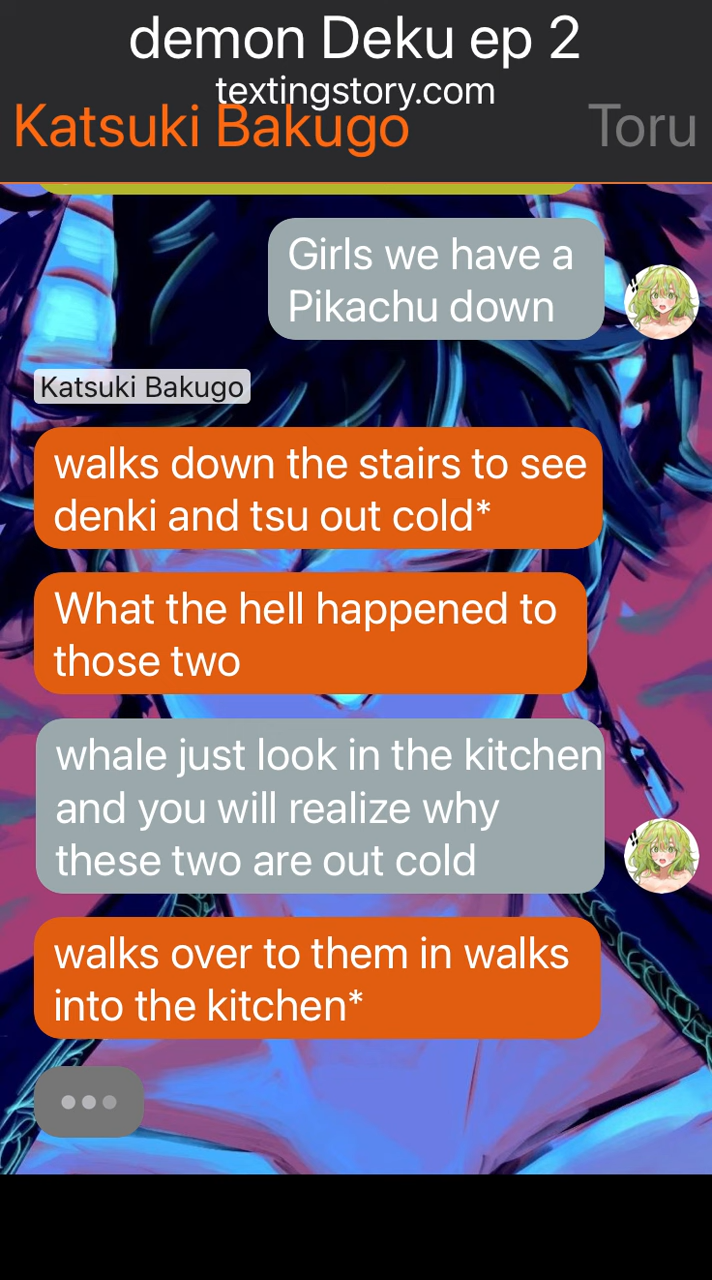 demon Deku ep 2
textingstory.com
Katsuki Bakugo
Toru
Girls we have a
Pikachu down
Katsuki Bakugo
walks down the stairs to see
denki and tsu out cold*
What the hell happened to
those two
whale just look in the kitchen
and you will realize why
these two are out cold
walks over to them in walks
into the kitchen*